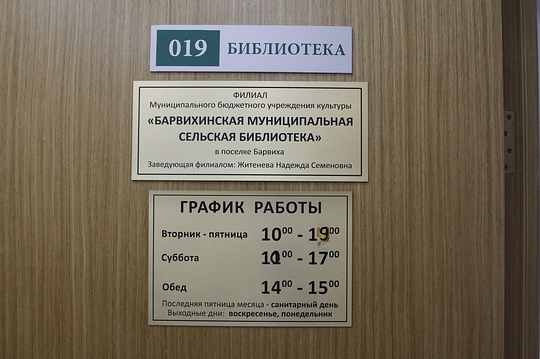 019 БИБЛИОТЕКА
ФИЛИАЛ
Муниципального бюджетного учреждения культуры
«БАРВИХИНСКАЯ МУНИЦИПАЛЬНАЯ
СЕЛЬСКАЯ БИБЛИОТЕКА»
в поселке Барвиха
Заведующая филиалом: Житенева Надежда Семеновна
ГРАФИК РАБОТЫ
Вторник - пятница 10⁰⁰ - 19⁰⁰
Суббота 10⁰⁰ - 17⁰⁰
Обед 14⁰⁰ - 15⁰⁰
Последняя пятница месяца - санитарный день
Выходные дни: воскресенье, понедельник